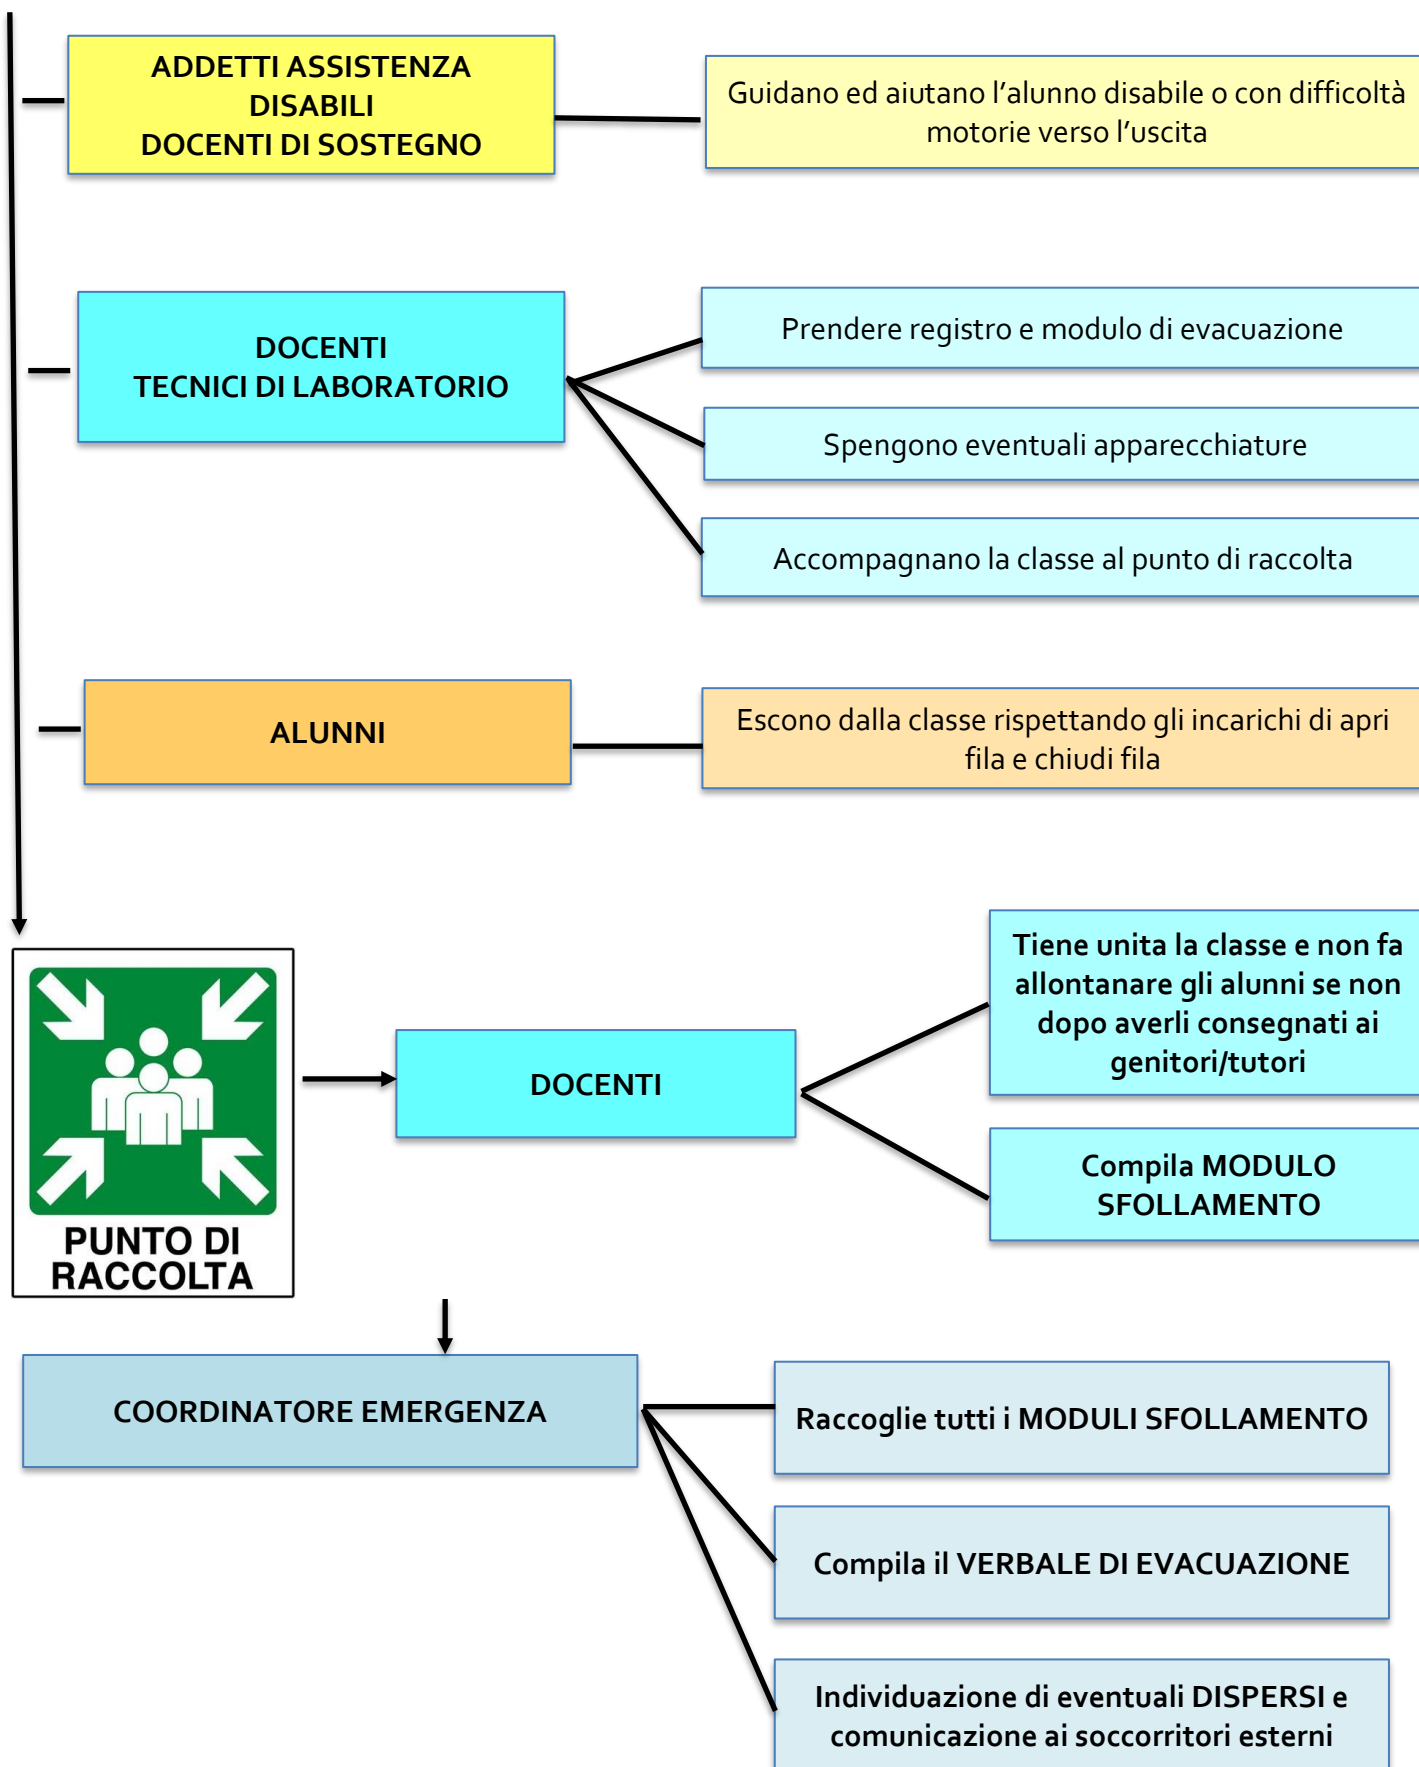 ADDETTI ASSISTENZA
DISABILI
DOCENTI DI SOSTEGNO
Guidano ed aiutano l’alunno disabile o con difficoltà
motorie verso l’uscita
DOCENTI
TECNICI DI LABORATORIO
Prendere registro e modulo di evacuazione
Spengono eventuali apparecchiature
Accompagnano la classe al punto di raccolta
ALUNNI
Escono dalla classe rispettando gli incarichi di apri
fila e chiudi fila
PUNTO DI
RACCOLTA
DOCENTI
Tiene unita la classe e non fa
allontanare gli alunni se non
dopo averli consegnati ai
genitori/tutori
Compila MODULO
SFOLLAMENTO
COORDINATORE EMERGENZA
Raccoglie tutti i MODULI SFOLLAMENTO
Compila il VERBALE DI EVACUAZIONE
Individuazione di eventuali DISPERSI e
comunicazione ai soccorritori esterni